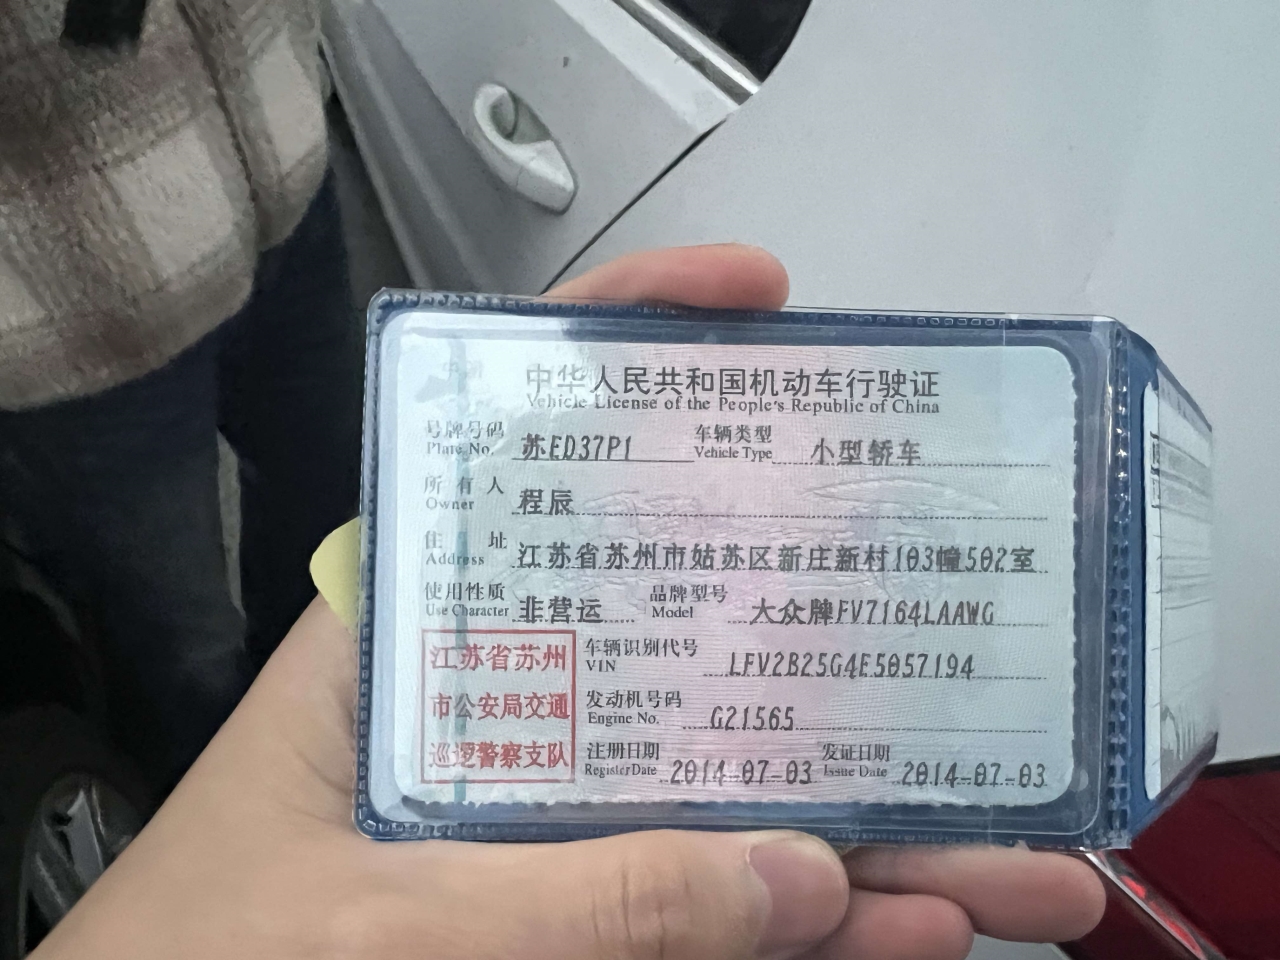 中华人民共和国机动车行驶证
Vehicle License of the People's Republic of China
号牌号码 苏ED37P1 车辆类型 小型轿车
Plate No. Vehicle Type
所有人 程辰
Owner
住址 江苏省苏州市姑苏区新庄新村103幢502室
Address
使用性质 非营运 品牌型号 大众牌FV7164LAAWG
Use Character Model
江苏省苏州
市公安局交通
巡逻警察支队
车辆识别代号 LFV2B25G4E5057194
VIN
发动机号码 G21565
Engine No.
注册日期 2014-07-03 发证日期 2014-07-03
Register Date Issue Date